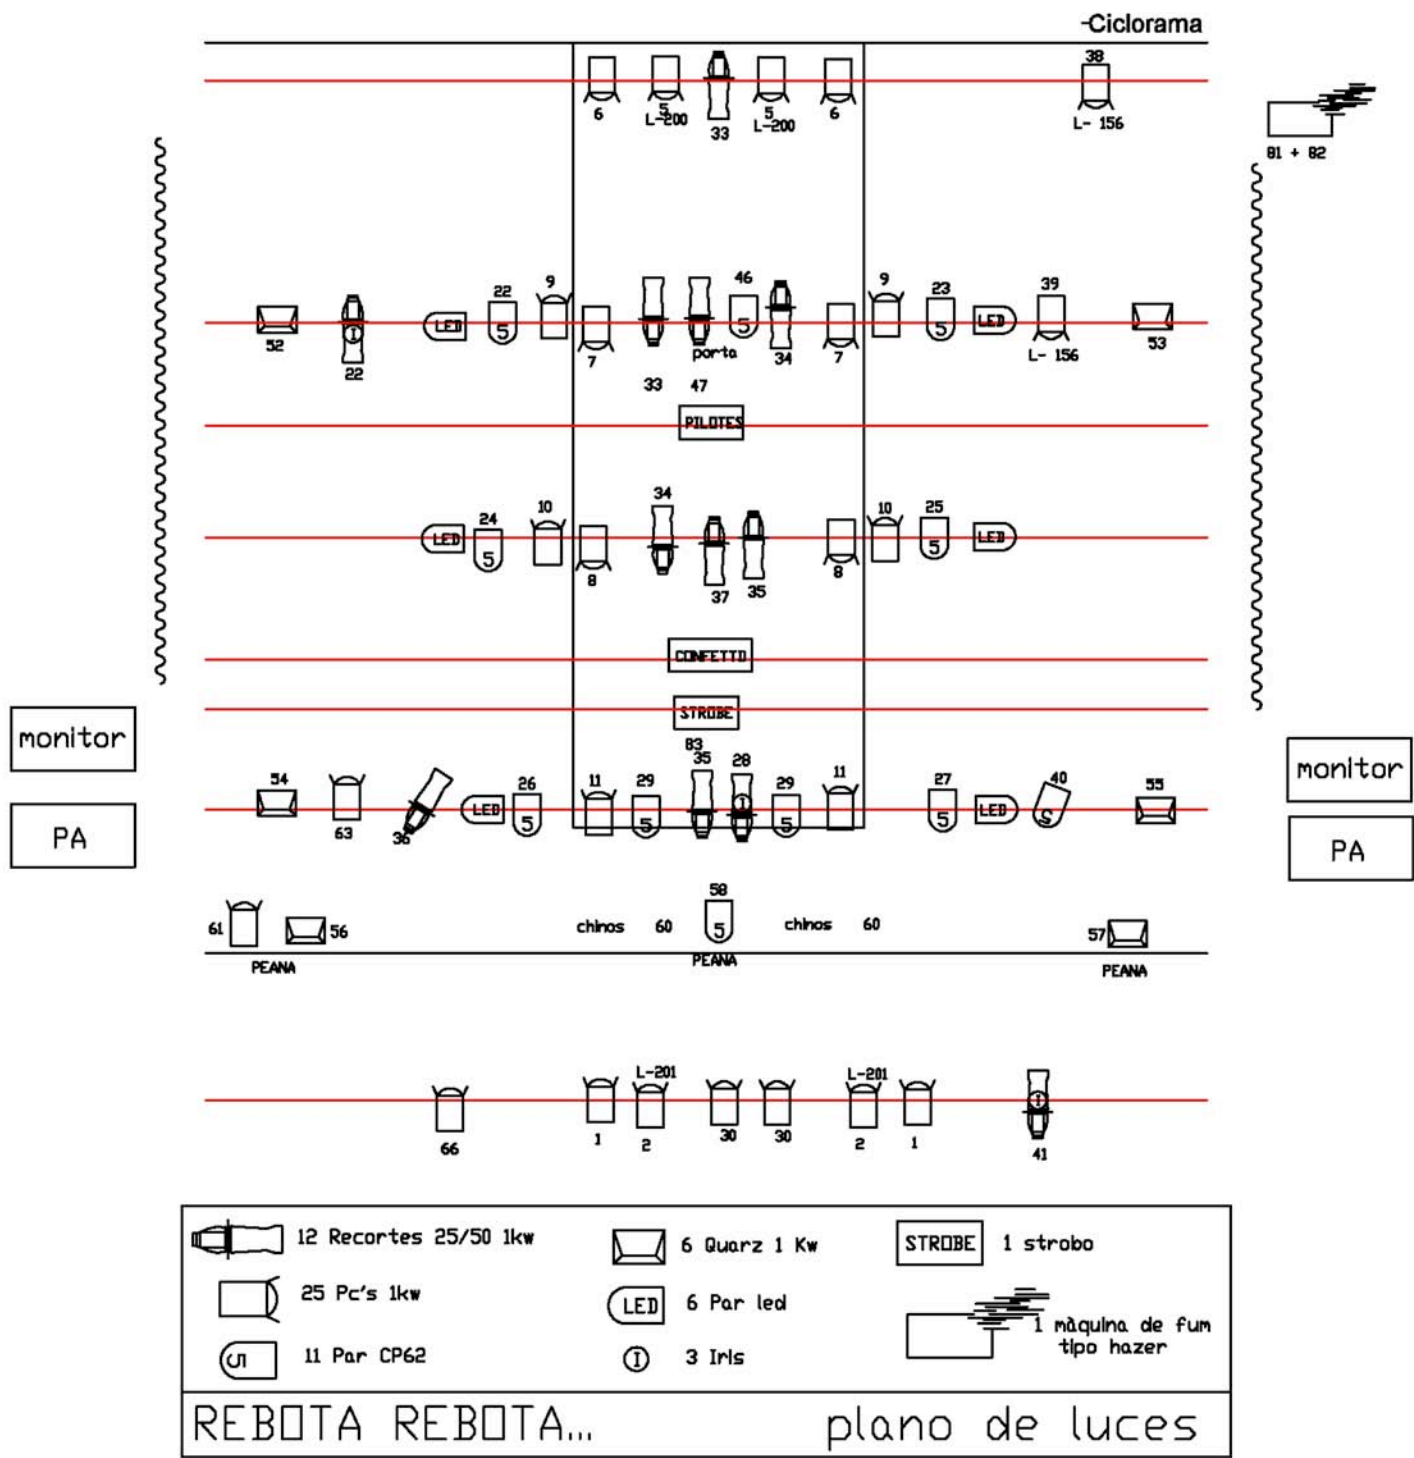 -Ciclorama
38
6
5
L-200
33
5
L-200
6
L- 156
81 + 82
52
22
LED
22
5
9
7
33
porta
47
46
5
34
7
9
23
5
LED
39
L- 156
53
PILOTES
LED
24
5
10
8
34
37
35
8
10
25
5
LED
CONFETTO
STROBE
83
monitor
monitor
54
63
36
LED
26
5
11
29
5
35
28
29
5
11
27
5
LED
40
5
55
PA
PA
61
56
PEANA
chinos 60
58
5
PEANA
chinos 60
57
PEANA
66
1
L-201
2
30
30
L-201
2
1
I
41
12 Recortes 25/50 1kw
6 Quarz 1 Kw
STROBE
1 strobo
25 Pc's 1kw
LED
6 Par led
1 màquina de fum
tipo hazer
5
11 Par CP62
I
3 Iris
REBOTA REBOTA...
plano de luces